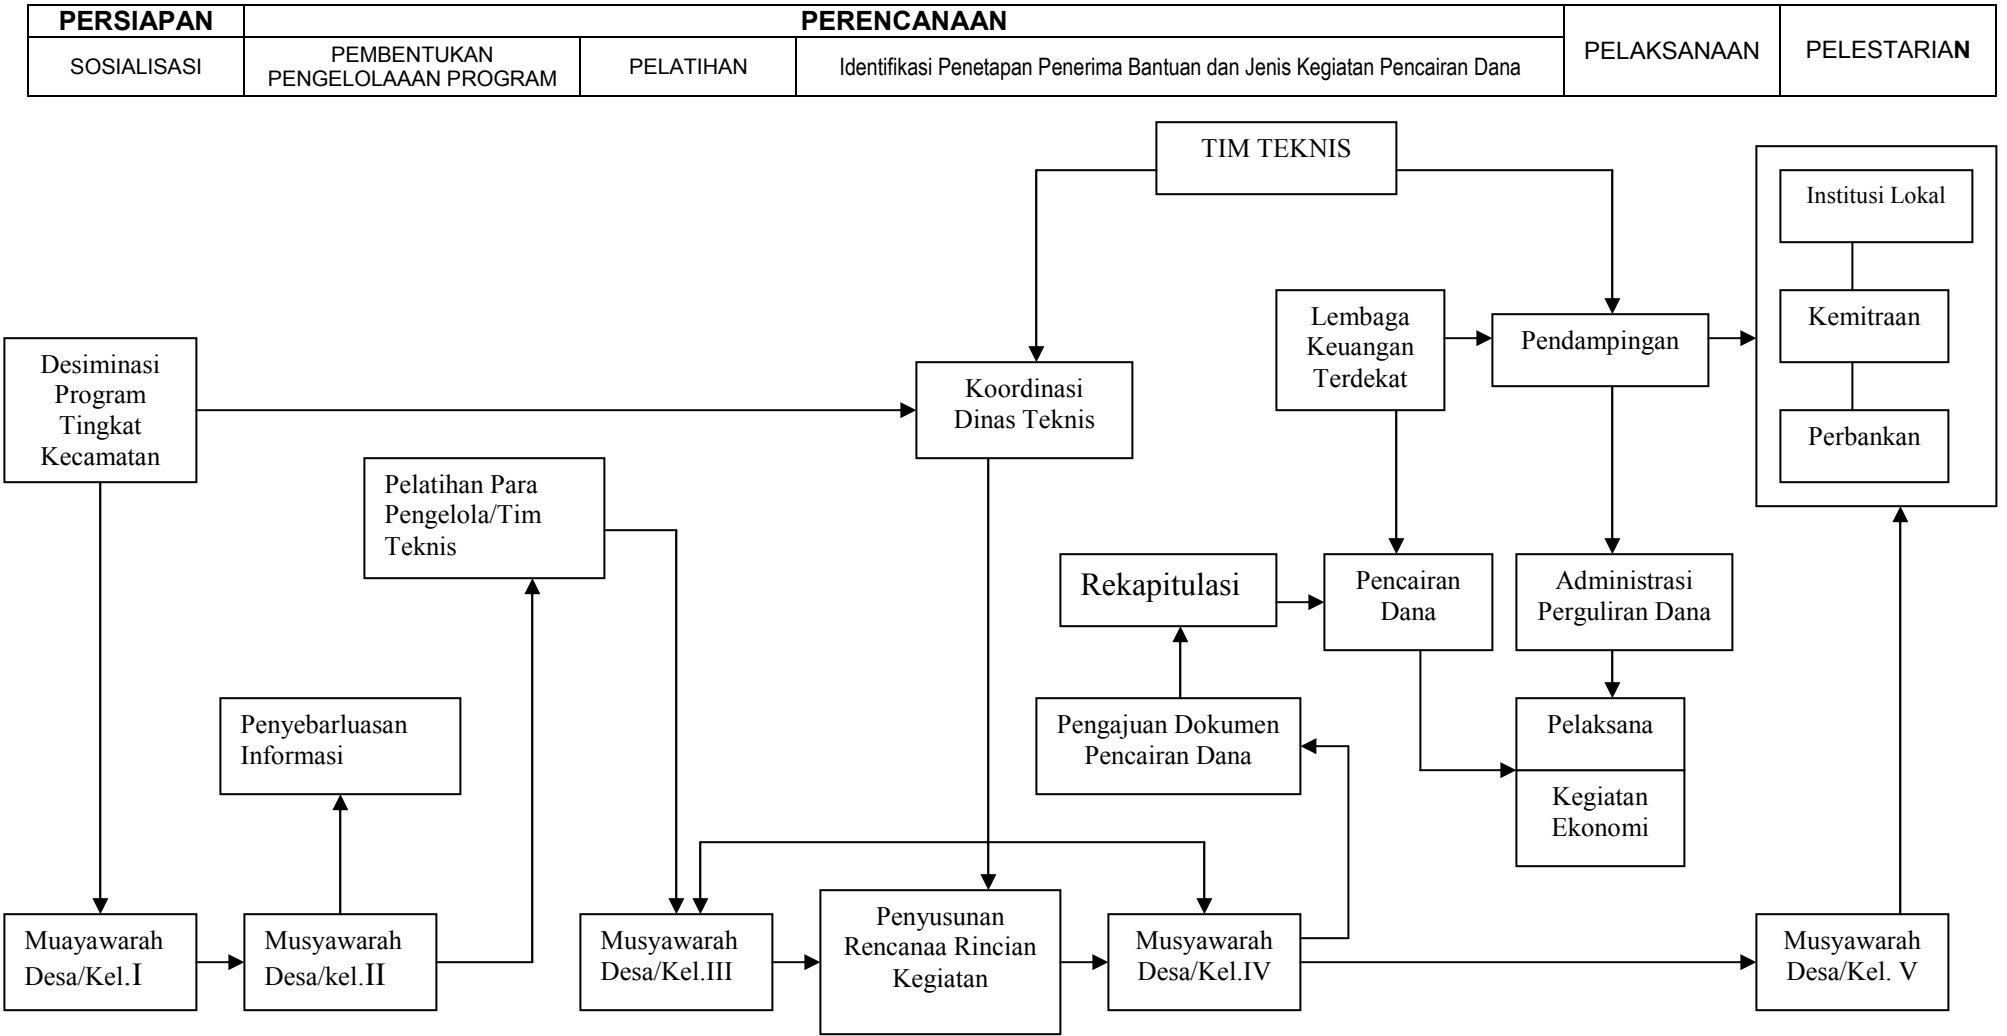 PERSIAPAN
PERENCANAAN
PELAKSANAAN
PELESTARIAN
SOSIALISASI
PEMBENTUKAN
PENGELOLAAAN PROGRAM
PELATIHAN
Identifikasi Penetapan Penerima Bantuan dan Jenis Kegiatan Pencairan Dana
TIM TEKNIS
Institusi Lokal
Kemitraan
Perbankan
Lembaga
Keuangan
Terdekat
Pendampingan
Desiminasi
Program
Tingkat
Kecamatan
Koordinasi
Dinas Teknis
Pelatihan Para
Pengelola/Tim
Teknis
Rekapitulasi
Pencairan
Dana
Administrasi
Perguliran Dana
Penyebarluasan
Informasi
Pengajuan Dokumen
Pencairan Dana
Pelaksana
Kegiatan
Ekonomi
Muayawarah
Desa/Kel.I
Musyawarah
Desa/kel.II
Musyawarah
Desa/Kel.III
Penyusunan
Rencanaa Rincian
Kegiatan
Musyawarah
Desa/Kel.IV
Musyawarah
Desa/Kel. V